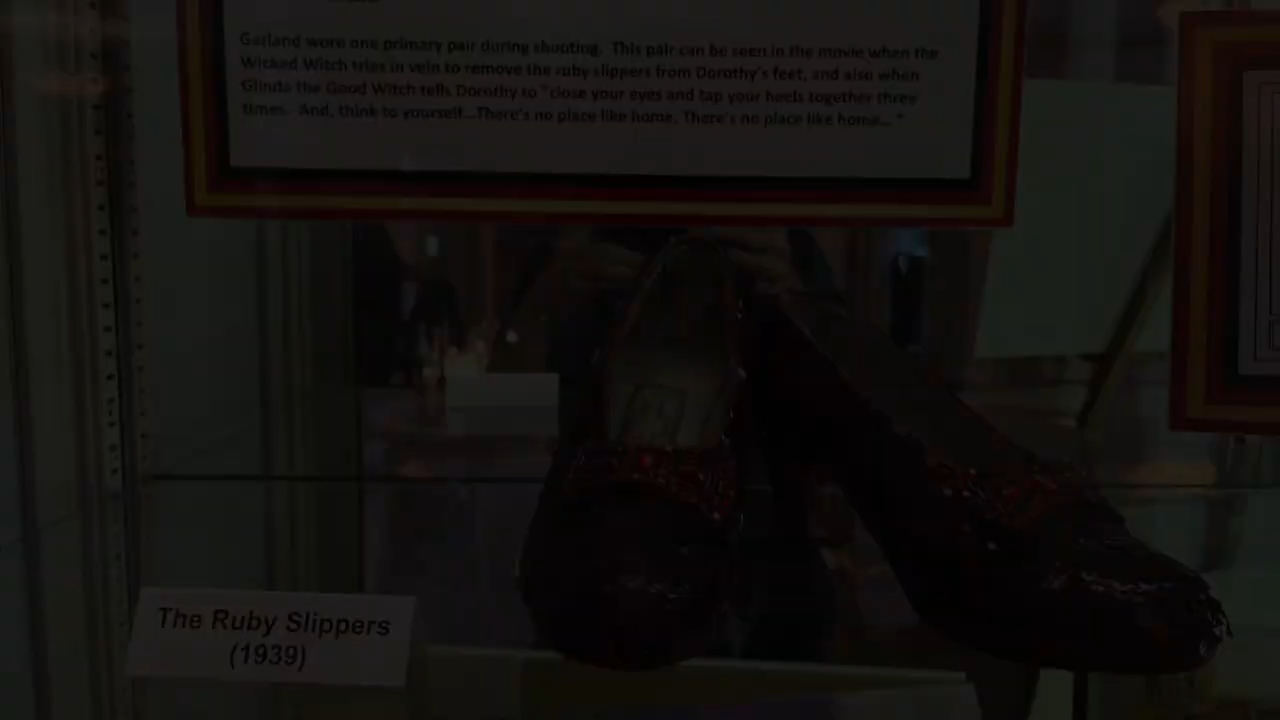 Garland wore one primary pair during shooting. This pair can be seen in the movie when the
Wicked Witch tries in vein to remove the ruby slippers from Dorothy's feet, and also when
Glinda the Good Witch tells Dorothy to "close your eyes and tap your heels together three
times. And, think to yourself...There's no place like home, There's no place like home... "
The Ruby Slippers
(1939)